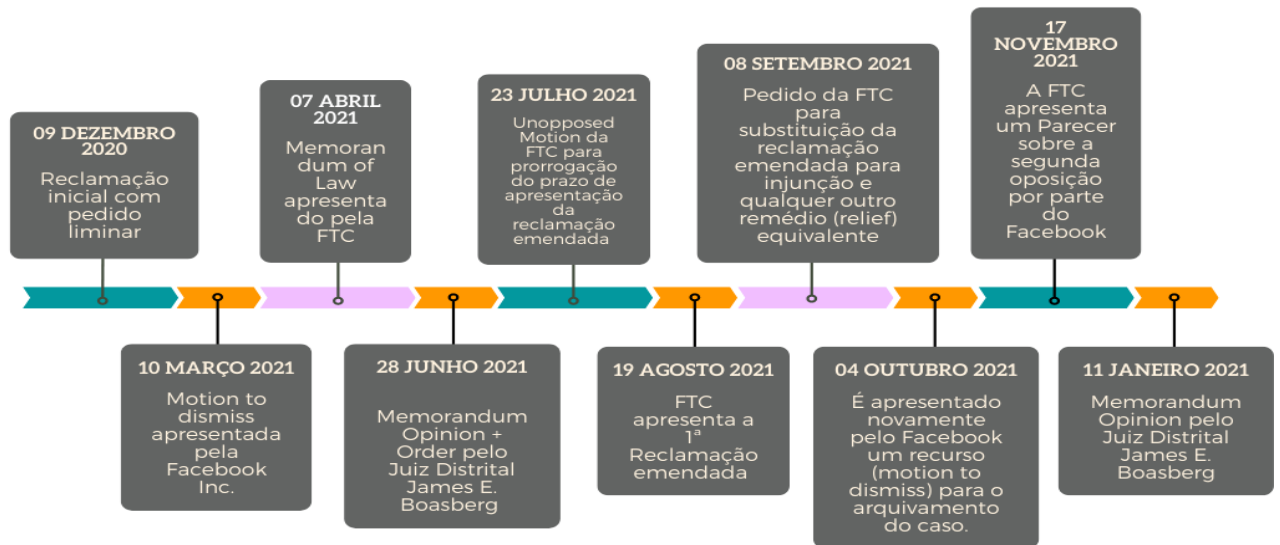 09 DEZEMBRO
2020
Reclamação
inicial com
pedido
liminar
10 MARÇO 2021
Motion to
dismiss
apresentada
pela
Facebook
Inc.
07 ABRIL
2021
Memoran
dum of
Law
apresenta
do pela
FTC
28 JUNHO 2021
Memorandum
Opinion +
Order pelo
Juiz Distrital
James E.
Boasberg
23 JULHO 2021
Unopposed
Motion da
FTC para
prorrogação
do prazo de
apresentação
da
reclamação
emendada
19 AGOSTO 2021
FTC
apresenta a
1ª
Reclamação
emendada
08 SETEMBRO 2021
Pedido da FTC
para
substituição da
reclamação
emendada para
injunção e
qualquer outro
remédio (relief)
equivalente
04 OUTUBRO 2021
É apresentado
novamente
pelo Facebook
um recurso
(motion to
dismiss) para o
arquivamento
do caso.
17
NOVEMBRO
2021
A FTC
apresenta
um Parecer
sobre a
segunda
oposição
por parte
do
Facebook
11 JANEIRO 2021
Memorandum
Opinion pelo
Juiz Distrital
James E.
Boasberg